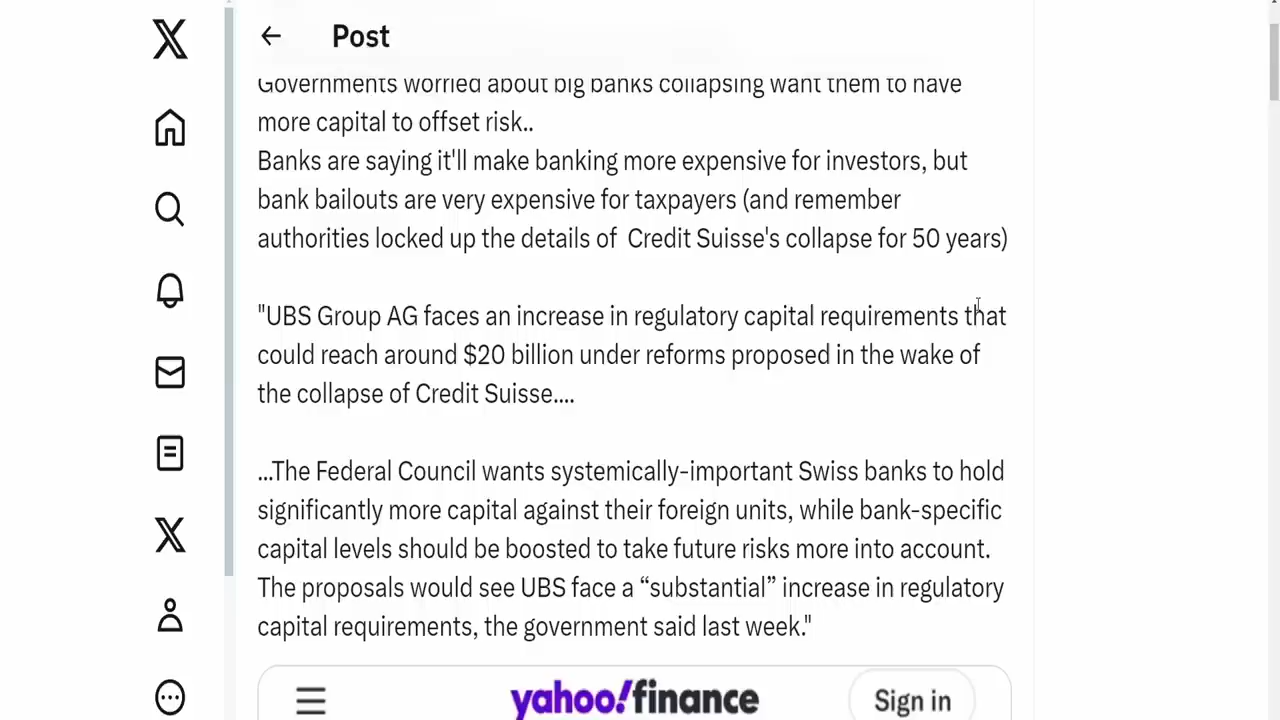 Post
Governments worried about big banks collapsing want them to have
more capital to offset risk..
Banks are saying it'll make banking more expensive for investors, but
bank bailouts are very expensive for taxpayers (and remember
authorities locked up the details of  Credit Suisse's collapse for 50 years)
"UBS Group AG faces an increase in regulatory capital requirements that
could reach around $20 billion under reforms proposed in the wake of
the collapse of Credit Suisse....
...The Federal Council wants systemically-important Swiss banks to hold
significantly more capital against their foreign units, while bank-specific
capital levels should be boosted to take future risks more into account.
The proposals would see UBS face a “substantial” increase in regulatory
capital requirements, the government said last week."
yahoo!finance
Sign in